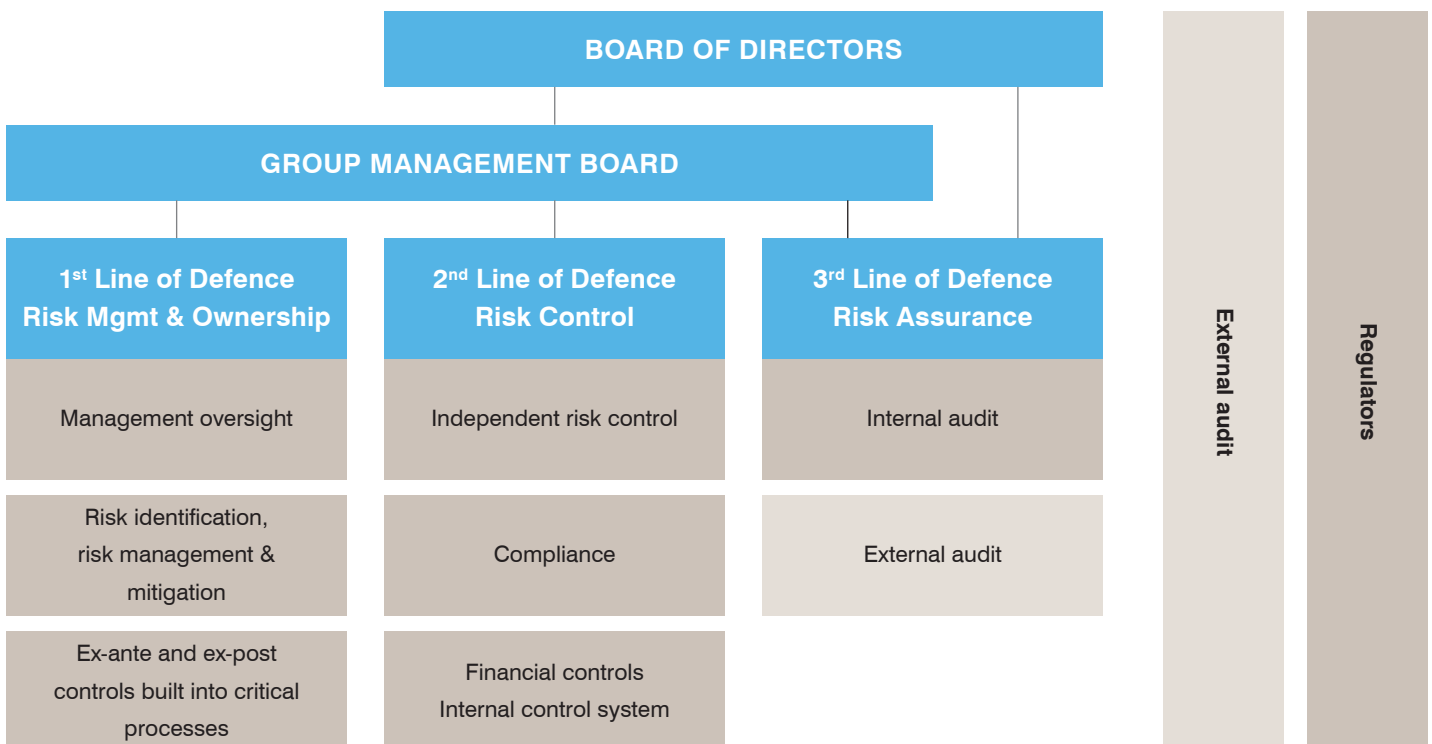 BOARD OF DIRECTORS
GROUP MANAGEMENT BOARD
1st Line of Defence
Risk Mgmt & Ownership
Management oversight
Risk identification,
risk management &
mitigation
Ex-ante and ex-post
controls built into critical
processes
2nd Line of Defence
Risk Control
Independent risk control
Compliance
Financial controls
Internal control system
3rd Line of Defence
Risk Assurance
Internal audit
External audit
External audit
Regulators